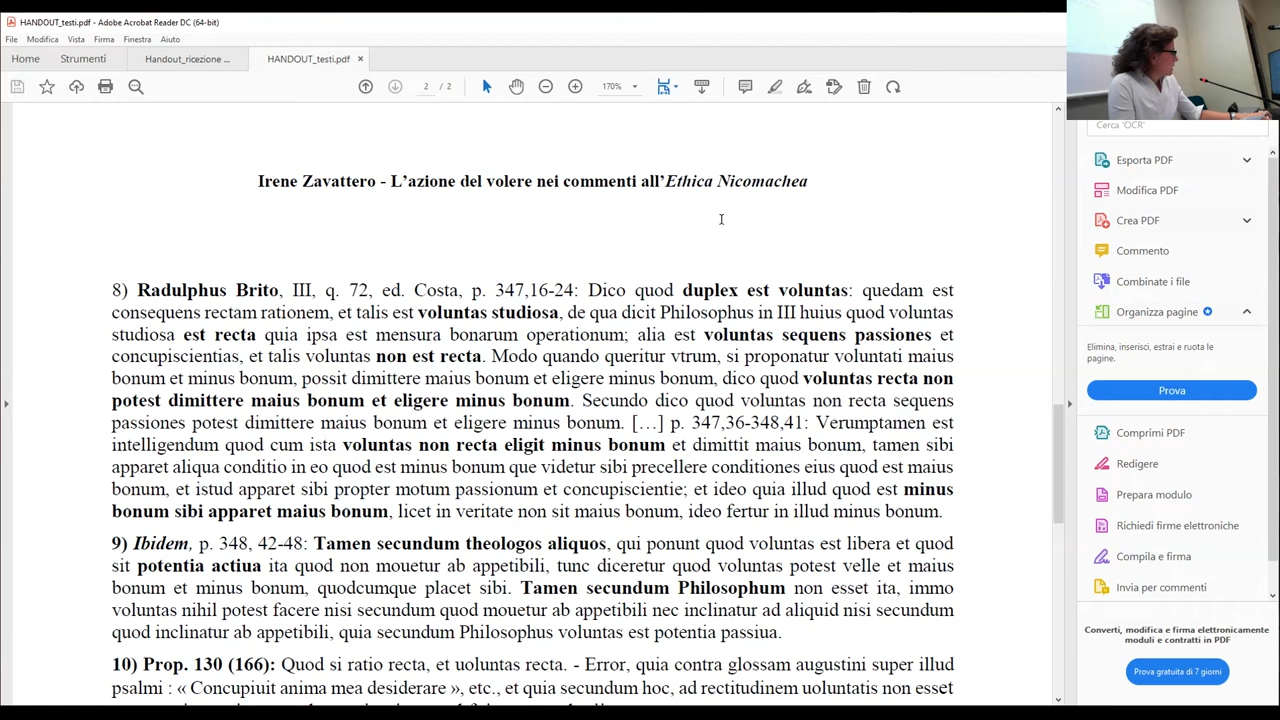 HANDOUT_testi.pdf - Adobe Acrobat Reader DC (64-bit)
File Modifica Vista Firma Finestra Aiuto
Home Strumenti Handout_ricezione ... HANDOUT_testi.pdf ×
2 / 2 170%
Irene Zavattero - L’azione del volere nei commenti all’Ethica Nicomachea
8) Radulphus Brito, III, q. 72, ed. Costa, p. 347,16-24: Dico quod duplex est voluntas: quedam est
consequens rectam rationem, et talis est voluntas studiosa, de qua dicit Philosophus in III huius quod voluntas
studiosa est recta quia ipsa est mensura bonarum operationum; alia est voluntas sequens passiones et
concupiscientias, et talis voluntas non est recta. Modo quando queritur vtrum, si proponatur voluntati maius
bonum et minus bonum, possit dimittere maius bonum et eligere minus bonum, dico quod voluntas recta non
potest dimittere maius bonum et eligere minus bonum. Secundo dico quod voluntas non recta sequens
passiones potest dimittere maius bonum et eligere minus bonum. […] p. 347,36-348,41: Verumptamen est
intelligendum quod cum ista voluntas non recta eligit minus bonum et dimittit maius bonum, tamen sibi
apparet aliqua conditio in eo quod est minus bonum que videtur sibi precellere conditiones eius quod est maius
bonum, et istud apparet sibi propter motum passionum et concupiscientie; et ideo quia illud quod est minus
bonum sibi apparet maius bonum, licet in veritate non sit maius bonum, ideo fertur in illud minus bonum.
9) Ibidem, p. 348, 42-48: Tamen secundum theologos aliquos, qui ponunt quod voluntas est libera et quod
sit potentia actiua ita quod non mouetur ab appetibili, tunc diceretur quod voluntas potest velle et maius
bonum et minus bonum, quodcumque placet sibi. Tamen secundum Philosophum non esset ita, immo
voluntas nihil potest facere nisi secundum quod mouetur ab appetibili nec inclinatur ad aliquid nisi secundum
quod inclinatur ab appetibili, quia secundum Philosophus voluntas est potentia passiua.
10) Prop. 130 (166): Quod si ratio recta, et uoluntas recta. - Error, quia contra glossam augustini super illud
psalmi : « Concupiuit anima mea desiderare », etc., et quia secundum hoc, ad rectitudinem uoluntatis non esset
Cerca 'OCR'
Esporta PDF
Modifica PDF
Crea PDF
Commento
Combinate i file
Organizza pagine
Elimina, inserisci, estrai e ruota le
pagine.
Prova
Comprimi PDF
Redigere
Prepara modulo
Richiedi firme elettroniche
Compila e firma
Invia per commenti
Converti, modifica e firma elettronicamente
moduli e contratti in PDF
Prova gratuita di 7 giorni